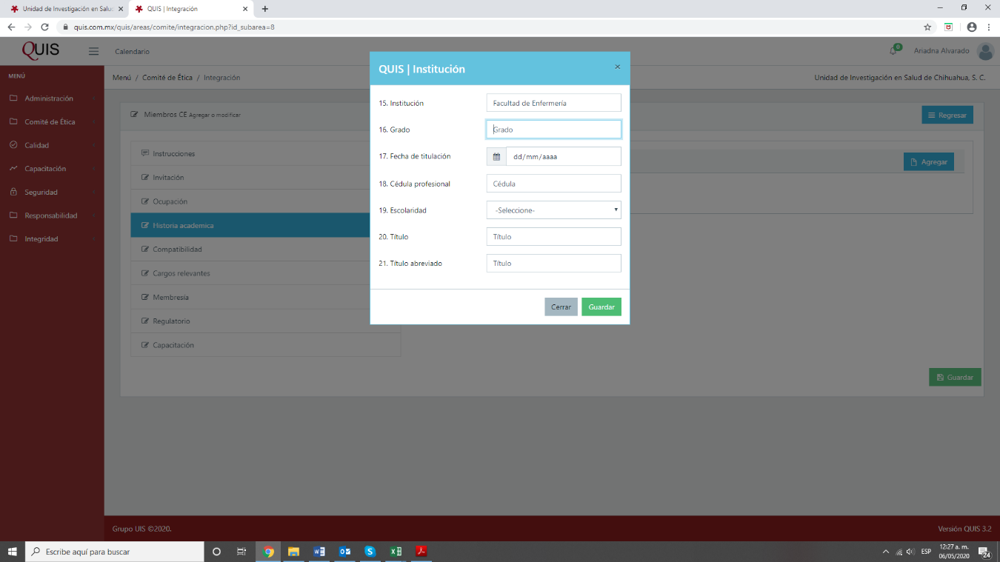 Unidad de Investigación en Salu
QUIS | Integración
quis.com.mx/quis/areas/comite/integracion.php?id_subarea=8
QUIS
Calendario
0
Ariadna Alvarado
MENÚ
Administración
Comité de Ética
Calidad
Capacitación
Seguridad
Responsabilidad
Integridad
Menú / Comité de Ética / Integración
Unidad de Investigación en Salud de Chihuahua, S. C.
Miembros CE Agregar o modificar
Regresar
Instrucciones
Invitación
Ocupación
Historia academica
Compatibilidad
Cargos relevantes
Membresía
Regulatorio
Capacitación
Agregar
Guardar
QUIS | Institución
×
15. Institución
Facultad de Enfermería
16. Grado
Grado
17. Fecha de titulación
dd/mm/aaaa
18. Cédula profesional
Cédula
19. Escolaridad
-Seleccione-
20. Título
Título
21. Título abreviado
Título
Cerrar
Guardar
Grupo UIS ©2020.
Versión QUIS 3.2
Escribe aquí para buscar
ESP
12:27 a. m.
06/05/2020
24